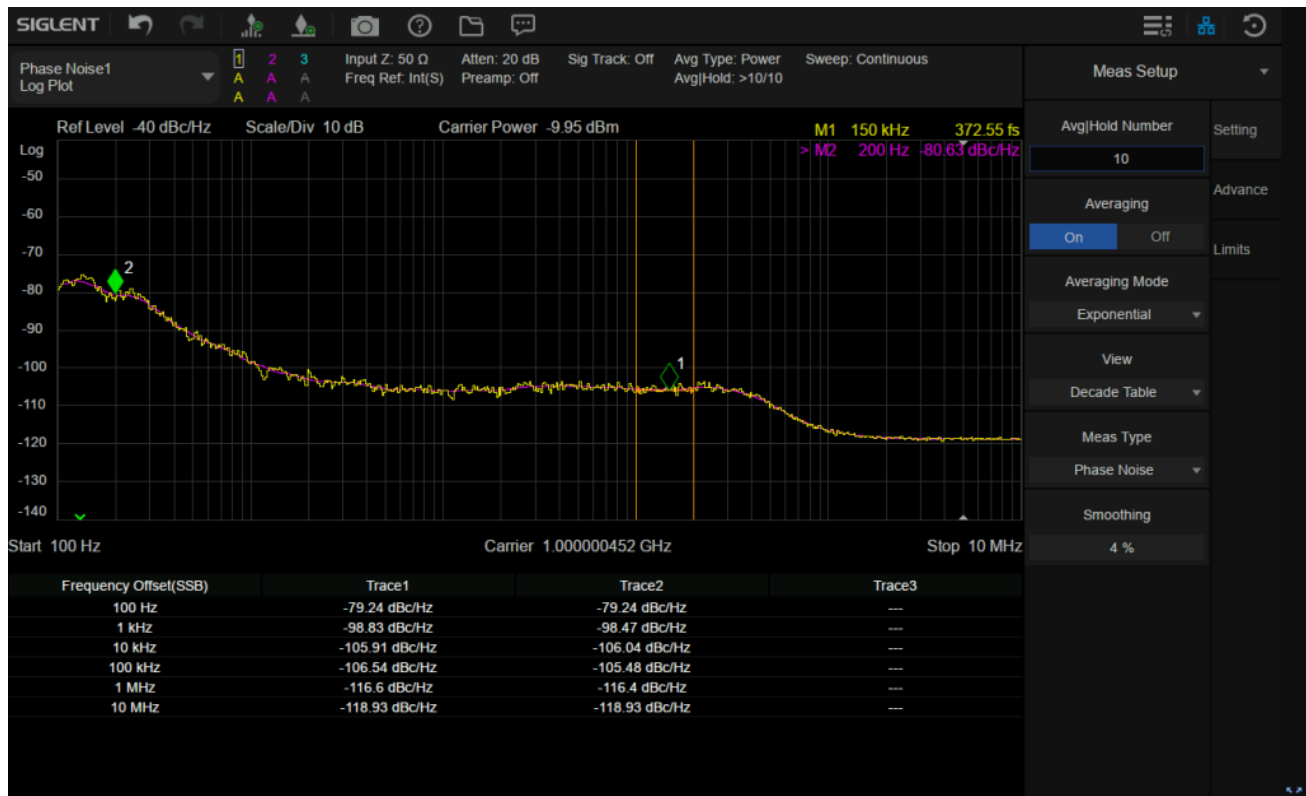 SIGLENT
Phase Noise1
Log Plot
1 2 3
A A A
A A A
Input Z: 50 Ω Atten: 20 dB Sig Track: Off Avg Type: Power Sweep: Continuous
Freq Ref: Int(S) Preamp: Off Avg|Hold: >10/10
Ref Level -40 dBc/Hz Scale/Div 10 dB Carrier Power -9.95 dBm
M1 150 kHz 372.55 fs
> M2 200 Hz -80.63 dBc/Hz
Log
-50
-60
-70
-80
-90
-100
-110
-120
-130
-140
2
1
Start 100 Hz Carrier 1.000000452 GHz Stop 10 MHz
Frequency Offset(SSB) Trace1 Trace2 Trace3
100 Hz -79.24 dBc/Hz -79.24 dBc/Hz ---
1 kHz -98.83 dBc/Hz -98.47 dBc/Hz ---
10 kHz -105.91 dBc/Hz -106.04 dBc/Hz ---
100 kHz -106.54 dBc/Hz -105.48 dBc/Hz ---
1 MHz -116.6 dBc/Hz -116.4 dBc/Hz ---
10 MHz -118.93 dBc/Hz -118.93 dBc/Hz ---
Meas Setup
Avg|Hold Number
10
Averaging
On Off
Averaging Mode
Exponential
View
Decade Table
Meas Type
Phase Noise
Smoothing
4 %
Setting
Advance
Limits